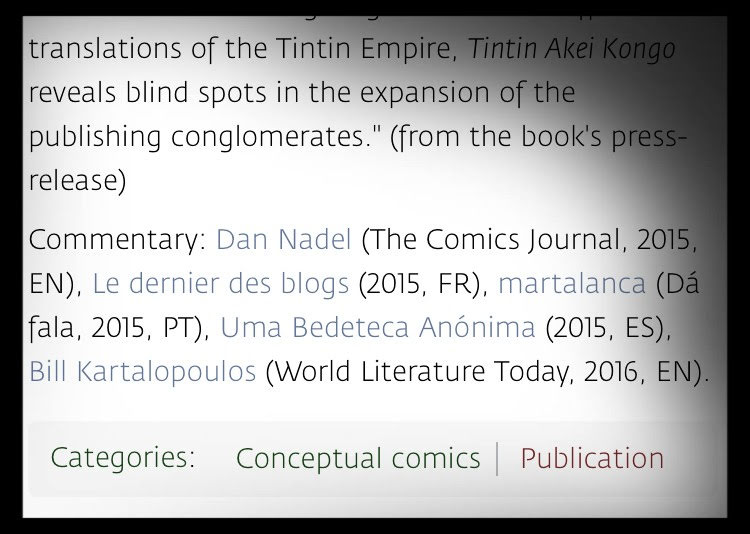 translations of the Tintin Empire, Tintin Akei Kongo
reveals blind spots in the expansion of the
publishing conglomerates." (from the book's press-
release)
Commentary: Dan Nadel (The Comics Journal, 2015,
EN), Le dernier des blogs (2015, FR), martalanca (Dá
fala, 2015, PT), Uma Bedeteca Anónima (2015, ES),
Bill Kartalopoulos (World Literature Today, 2016, EN).
Categories: Conceptual comics | Publication